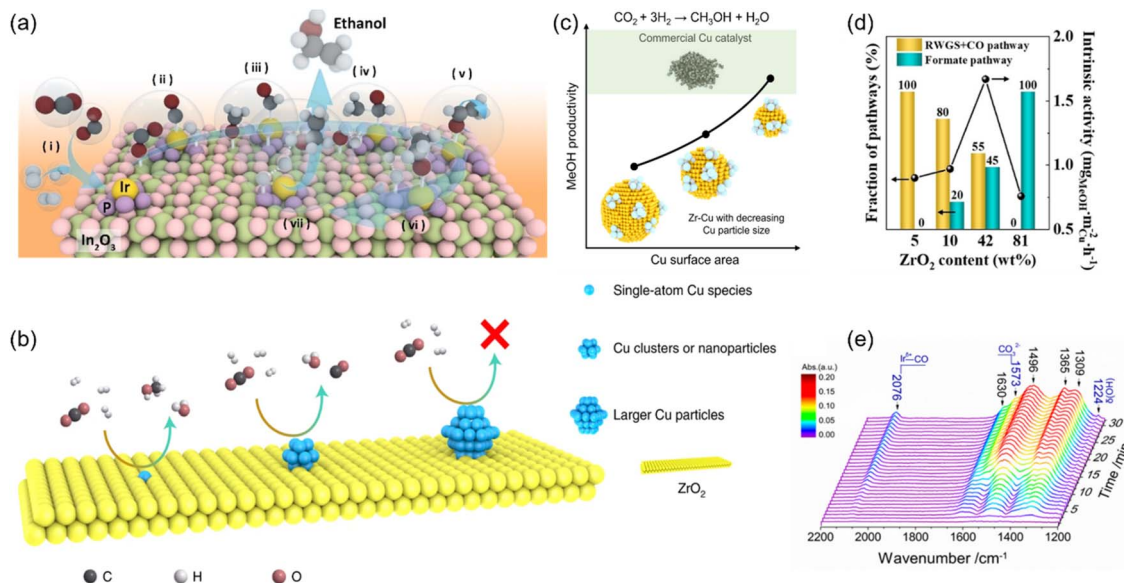 (a)
Ethanol
(i)
(ii)
(iii)
(iv)
(v)
(vi)
(vii)
Ir
P
In₂O₃
(c)
CO₂ + 3H₂ → CH₃OH + H₂O
Commercial Cu catalyst
MeOH productivity
Zr-Cu with decreasing
Cu particle size
Cu surface area
(d)
RWGS+CO pathway
Formate pathway
Fraction of pathways (%)
100
80
55
45
100
0
20
0
5 10 42 81
ZrO₂ content (wt%)
2.0
1.5
1.0
0.5
Intrinsic activity (mg_MeOH·m⁻²_Cu·h⁻¹)
(b)
Single-atom Cu species
Cu clusters or nanoparticles
Larger Cu particles
ZrO₂
C H O
(e)
Abs.(a.u.)
0.20
0.15
0.10
0.05
0.00
2076
1630
1573
1496
1365
1309
1224
30
25
20
15
10
5
Time /min
2200 2000 1800 1600 1400 1200
Wavenumber /cm⁻¹